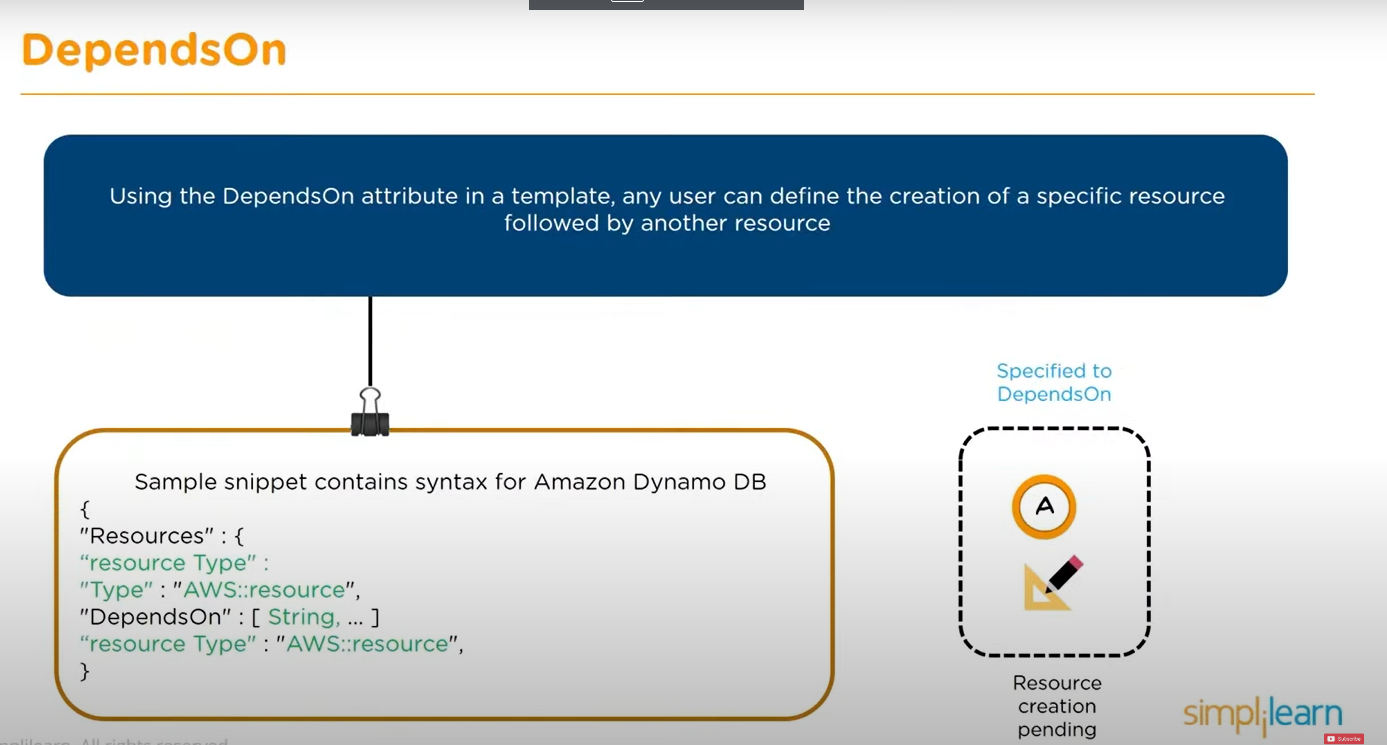 DependsOn
Using the DependsOn attribute in a template, any user can define the creation of a specific resource
followed by another resource
Specified to
DependsOn
Sample snippet contains syntax for Amazon Dynamo DB
{
"Resources" : {
“resource Type" :
"Type" : "AWS::resource",
"DependsOn" : [ String, ... ]
“resource Type" : "AWS::resource",
}
A
Resource
creation
pending
simplilearn
Subscribe
All rights reserved